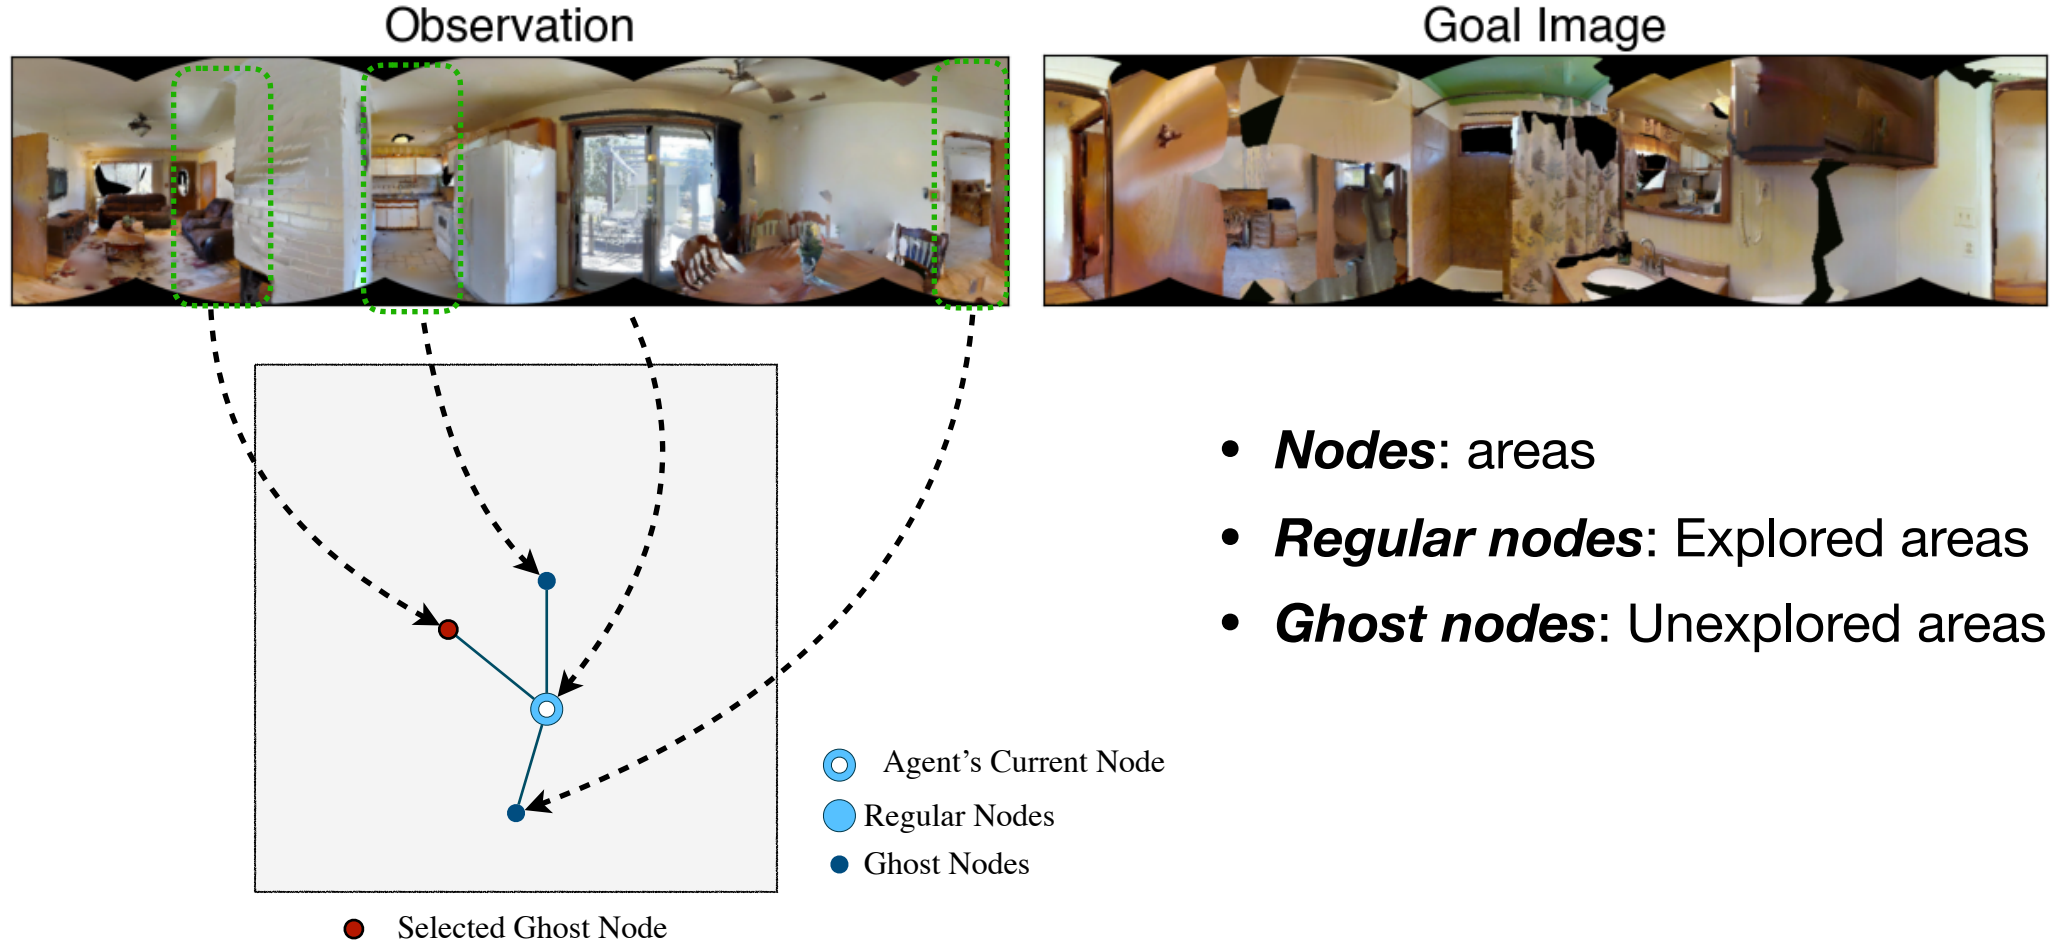 Observation
Goal Image
• Nodes: areas
• Regular nodes: Explored areas
• Ghost nodes: Unexplored areas
Agent’s Current Node
Regular Nodes
Ghost Nodes
Selected Ghost Node